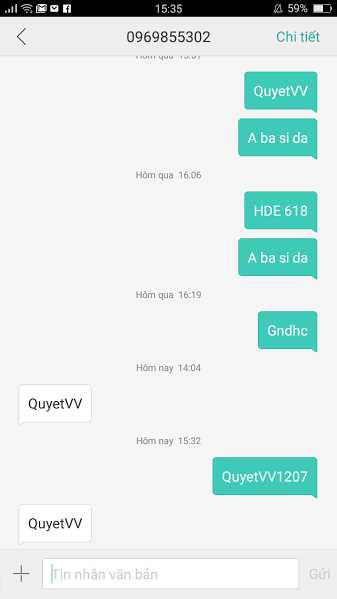 15:35
59%
0969855302
Chi tiết
Hôm qua 15:51
QuyetVV
A ba si da
Hôm qua 16:06
HDE 618
A ba si da
Hôm qua 16:19
Gndhc
Hôm nay 14:04
QuyetVV
Hôm nay 15:32
QuyetVV1207
QuyetVV
Tin nhắn văn bản
Gửi